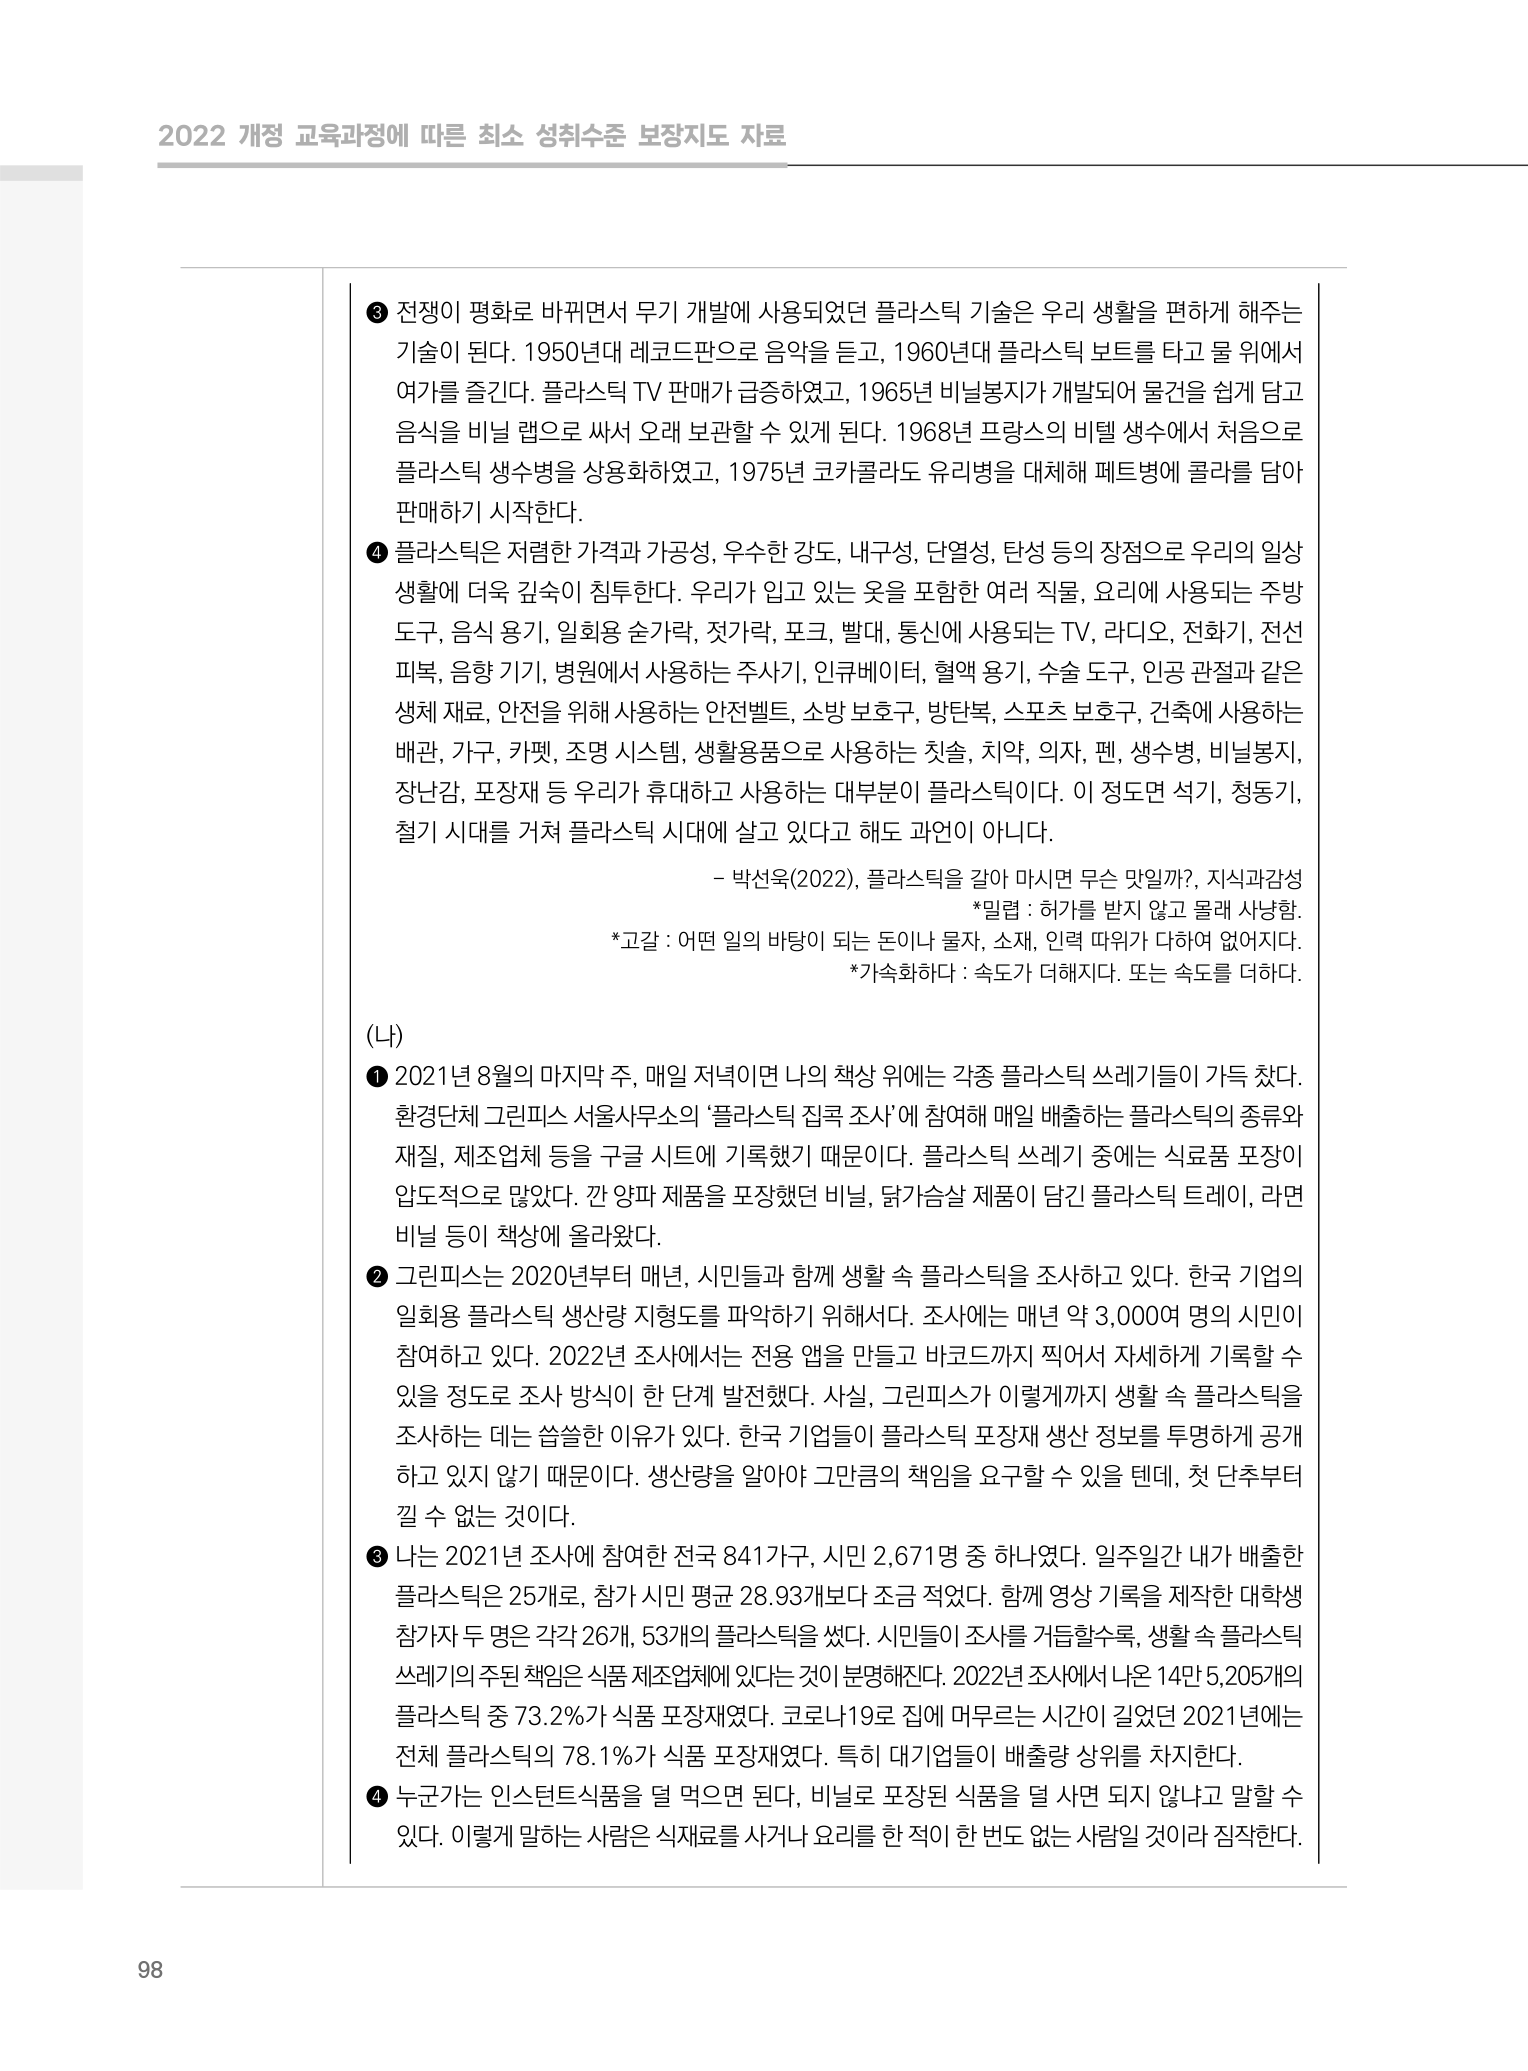 2022 개정 교육과정에 따른 최소 성취수준 보장지도 자료
❸ 전쟁이 평화로 바뀌면서 무기 개발에 사용되었던 플라스틱 기술은 우리 생활을 편하게 해주는
기술이 된다. 1950년대 레코드판으로 음악을 듣고, 1960년대 플라스틱 보트를 타고 물 위에서
여가를 즐긴다. 플라스틱 TV 판매가 급증하였고, 1965년 비닐봉지가 개발되어 물건을 쉽게 담고
음식을 비닐 랩으로 싸서 오래 보관할 수 있게 된다. 1968년 프랑스의 비텔 생수에서 처음으로
플라스틱 생수병을 상용화하였고, 1975년 코카콜라도 유리병을 대체해 페트병에 콜라를 담아
판매하기 시작한다.
❹ 플라스틱은 저렴한 가격과 가공성, 우수한 강도, 내구성, 단열성, 탄성 등의 장점으로 우리의 일상
생활에 더욱 깊숙이 침투한다. 우리가 입고 있는 옷을 포함한 여러 직물, 요리에 사용되는 주방
도구, 음식 용기, 일회용 숟가락, 젓가락, 포크, 빨대, 통신에 사용되는 TV, 라디오, 전화기, 전선
피복, 음향 기기, 병원에서 사용하는 주사기, 인큐베이터, 혈액 용기, 수술 도구, 인공 관절과 같은
생체 재료, 안전을 위해 사용하는 안전벨트, 소방 보호구, 방탄복, 스포츠 보호구, 건축에 사용하는
배관, 가구, 카펫, 조명 시스템, 생활용품으로 사용하는 칫솔, 치약, 의자, 펜, 생수병, 비닐봉지,
장난감, 포장재 등 우리가 휴대하고 사용하는 대부분이 플라스틱이다. 이 정도면 석기, 청동기,
철기 시대를 거쳐 플라스틱 시대에 살고 있다고 해도 과언이 아니다.
– 박선욱(2022), 플라스틱을 갈아 마시면 무슨 맛일까?, 지식과감성
*밀렵 : 허가를 받지 않고 몰래 사냥함.
*고갈 : 어떤 일의 바탕이 되는 돈이나 물자, 소재, 인력 따위가 다하여 없어지다.
*가속화하다 : 속도가 더해지다. 또는 속도를 더하다.
(나)
❶ 2021년 8월의 마지막 주, 매일 저녁이면 나의 책상 위에는 각종 플라스틱 쓰레기들이 가득 찼다.
환경단체 그린피스 서울사무소의 ‘플라스틱 집콕 조사’에 참여해 매일 배출하는 플라스틱의 종류와
재질, 제조업체 등을 구글 시트에 기록했기 때문이다. 플라스틱 쓰레기 중에는 식료품 포장이
압도적으로 많았다. 깐 양파 제품을 포장했던 비닐, 닭가슴살 제품이 담긴 플라스틱 트레이, 라면
비닐 등이 책상에 올라왔다.
❷ 그린피스는 2020년부터 매년, 시민들과 함께 생활 속 플라스틱을 조사하고 있다. 한국 기업의
일회용 플라스틱 생산량 지형도를 파악하기 위해서다. 조사에는 매년 약 3,000여 명의 시민이
참여하고 있다. 2022년 조사에서는 전용 앱을 만들고 바코드까지 찍어서 자세하게 기록할 수
있을 정도로 조사 방식이 한 단계 발전했다. 사실, 그린피스가 이렇게까지 생활 속 플라스틱을
조사하는 데는 씁쓸한 이유가 있다. 한국 기업들이 플라스틱 포장재 생산 정보를 투명하게 공개
하고 있지 않기 때문이다. 생산량을 알아야 그만큼의 책임을 요구할 수 있을 텐데, 첫 단추부터
낄 수 없는 것이다.
❸ 나는 2021년 조사에 참여한 전국 841가구, 시민 2,671명 중 하나였다. 일주일간 내가 배출한
플라스틱은 25개로, 참가 시민 평균 28.93개보다 조금 적었다. 함께 영상 기록을 제작한 대학생
참가자 두 명은 각각 26개, 53개의 플라스틱을 썼다. 시민들이 조사를 거듭할수록, 생활 속 플라스틱
쓰레기의 주된 책임은 식품 제조업체에 있다는 것이 분명해진다. 2022년 조사에서 나온 14만 5,205개의
플라스틱 중 73.2%가 식품 포장재였다. 코로나19로 집에 머무르는 시간이 길었던 2021년에는
전체 플라스틱의 78.1%가 식품 포장재였다. 특히 대기업들이 배출량 상위를 차지한다.
❹ 누군가는 인스턴트식품을 덜 먹으면 된다, 비닐로 포장된 식품을 덜 사면 되지 않냐고 말할 수
있다. 이렇게 말하는 사람은 식재료를 사거나 요리를 한 적이 한 번도 없는 사람일 것이라 짐작한다.
98